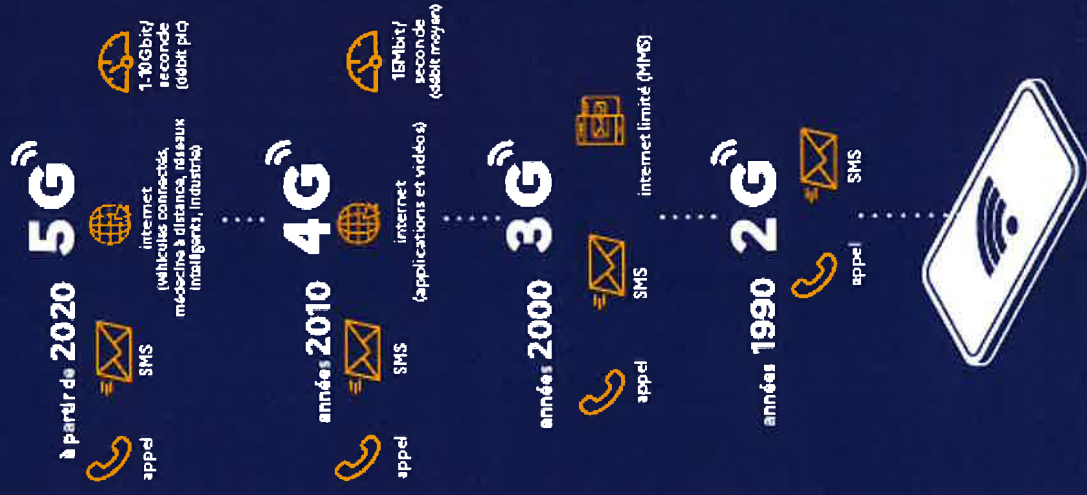 à partir de 2020 5G
appel
SMS
internet
(véhicules connectés,
médecine à distance, réseaux
intelligents, industrie)
1-10Gbit/
seconde
(débit pic)
années 2010 4G
appel
SMS
internet
(applications et vidéos)
15Mbit/
seconde
(débit moyen)
années 2000 3G
appel
SMS
internet limité (MMS)
années 1990 2G
appel
SMS